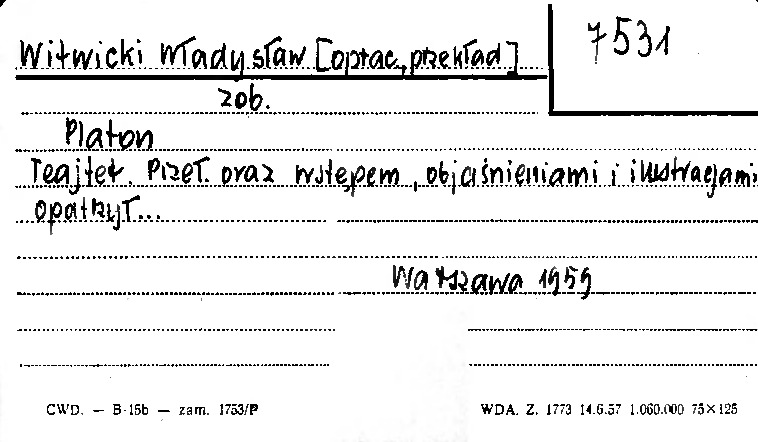 7531
Witwicki Władysław [oprac., przekład]
zob.
Platon
Teajtet. Przeł. oraz wstępem, objaśnieniami i ilustracjami
opatrzył...
Warszawa 1959
CWD. — B-15b — zam. 1753/P
WDA. Z. 1773 14.6.57 1.060.000 75×125